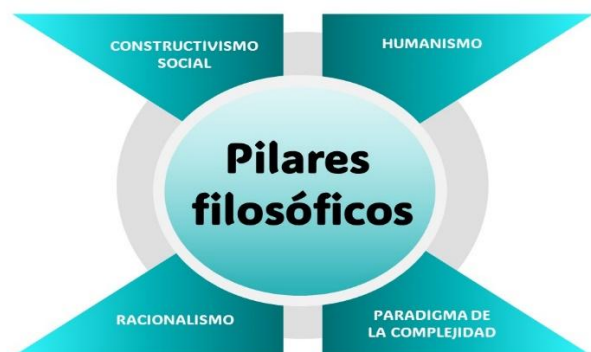 CONSTRUCTIVISMO
SOCIAL
HUMANISMO
Pilares
filosóficos
RACIONALISMO
PARADIGMA DE
LA COMPLEJIDAD